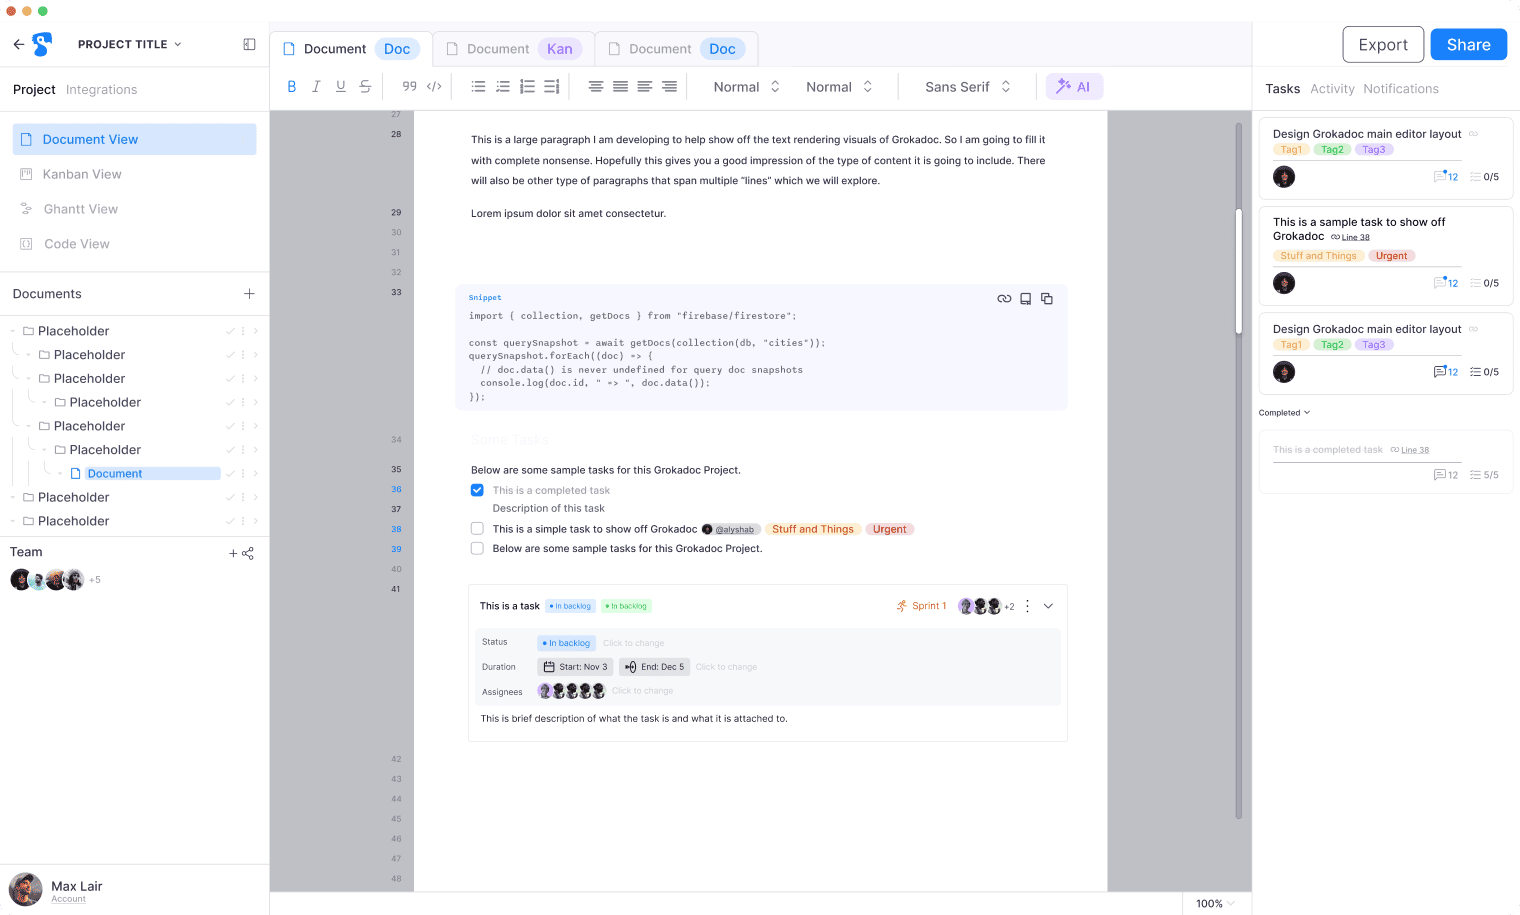 PROJECT TITLE
Document Doc
Document Kan
Document Doc
Export
Share
Project Integrations
B I U S 99 </> Normal Normal Sans Serif AI
Tasks Activity Notifications
Document View
Kanban View
Ghantt View
Code View
Documents
Placeholder
Placeholder
Placeholder
Placeholder
Placeholder
Placeholder
Document
Placeholder
Placeholder
Team
+5
Max Lair
Account
27
28 This is a large paragraph I am developing to help show off the text rendering visuals of Grokadoc. So I am going to fill it
with complete nonsense. Hopefully this gives you a good impression of the type of content it is going to include. There
will also be other type of paragraphs that span multiple “lines” which we will explore.
29 Lorem ipsum dolor sit amet consectetur.
30
31
32
33 Snippet
import { collection, getDocs } from "firebase/firestore";
const querySnapshot = await getDocs(collection(db, "cities"));
querySnapshot.forEach((doc) => {
// doc.data() is never undefined for query doc snapshots
console.log(doc.id, " => ", doc.data());
});
34 Some Tasks
35 Below are some sample tasks for this Grokadoc Project.
36 This is a completed task
37 Description of this task
38 This is a simple task to show off Grokadoc @alyshab Stuff and Things Urgent
39 Below are some sample tasks for this Grokadoc Project.
40
41 This is a task In backlog In backlog Sprint 1 +2
Status In backlog Click to change
Duration Start: Nov 3 End: Dec 5 Click to change
Assignees Click to change
This is brief description of what the task is and what it is attached to.
42
43
44
45
46
47
48
100%
Design Grokadoc main editor layout
Tag1 Tag2 Tag3
12 0/5
This is a sample task to show off
Grokadoc Line 38
Stuff and Things Urgent
12 0/5
Design Grokadoc main editor layout
Tag1 Tag2 Tag3
12 0/5
Completed
This is a completed task Line 38
12 5/5